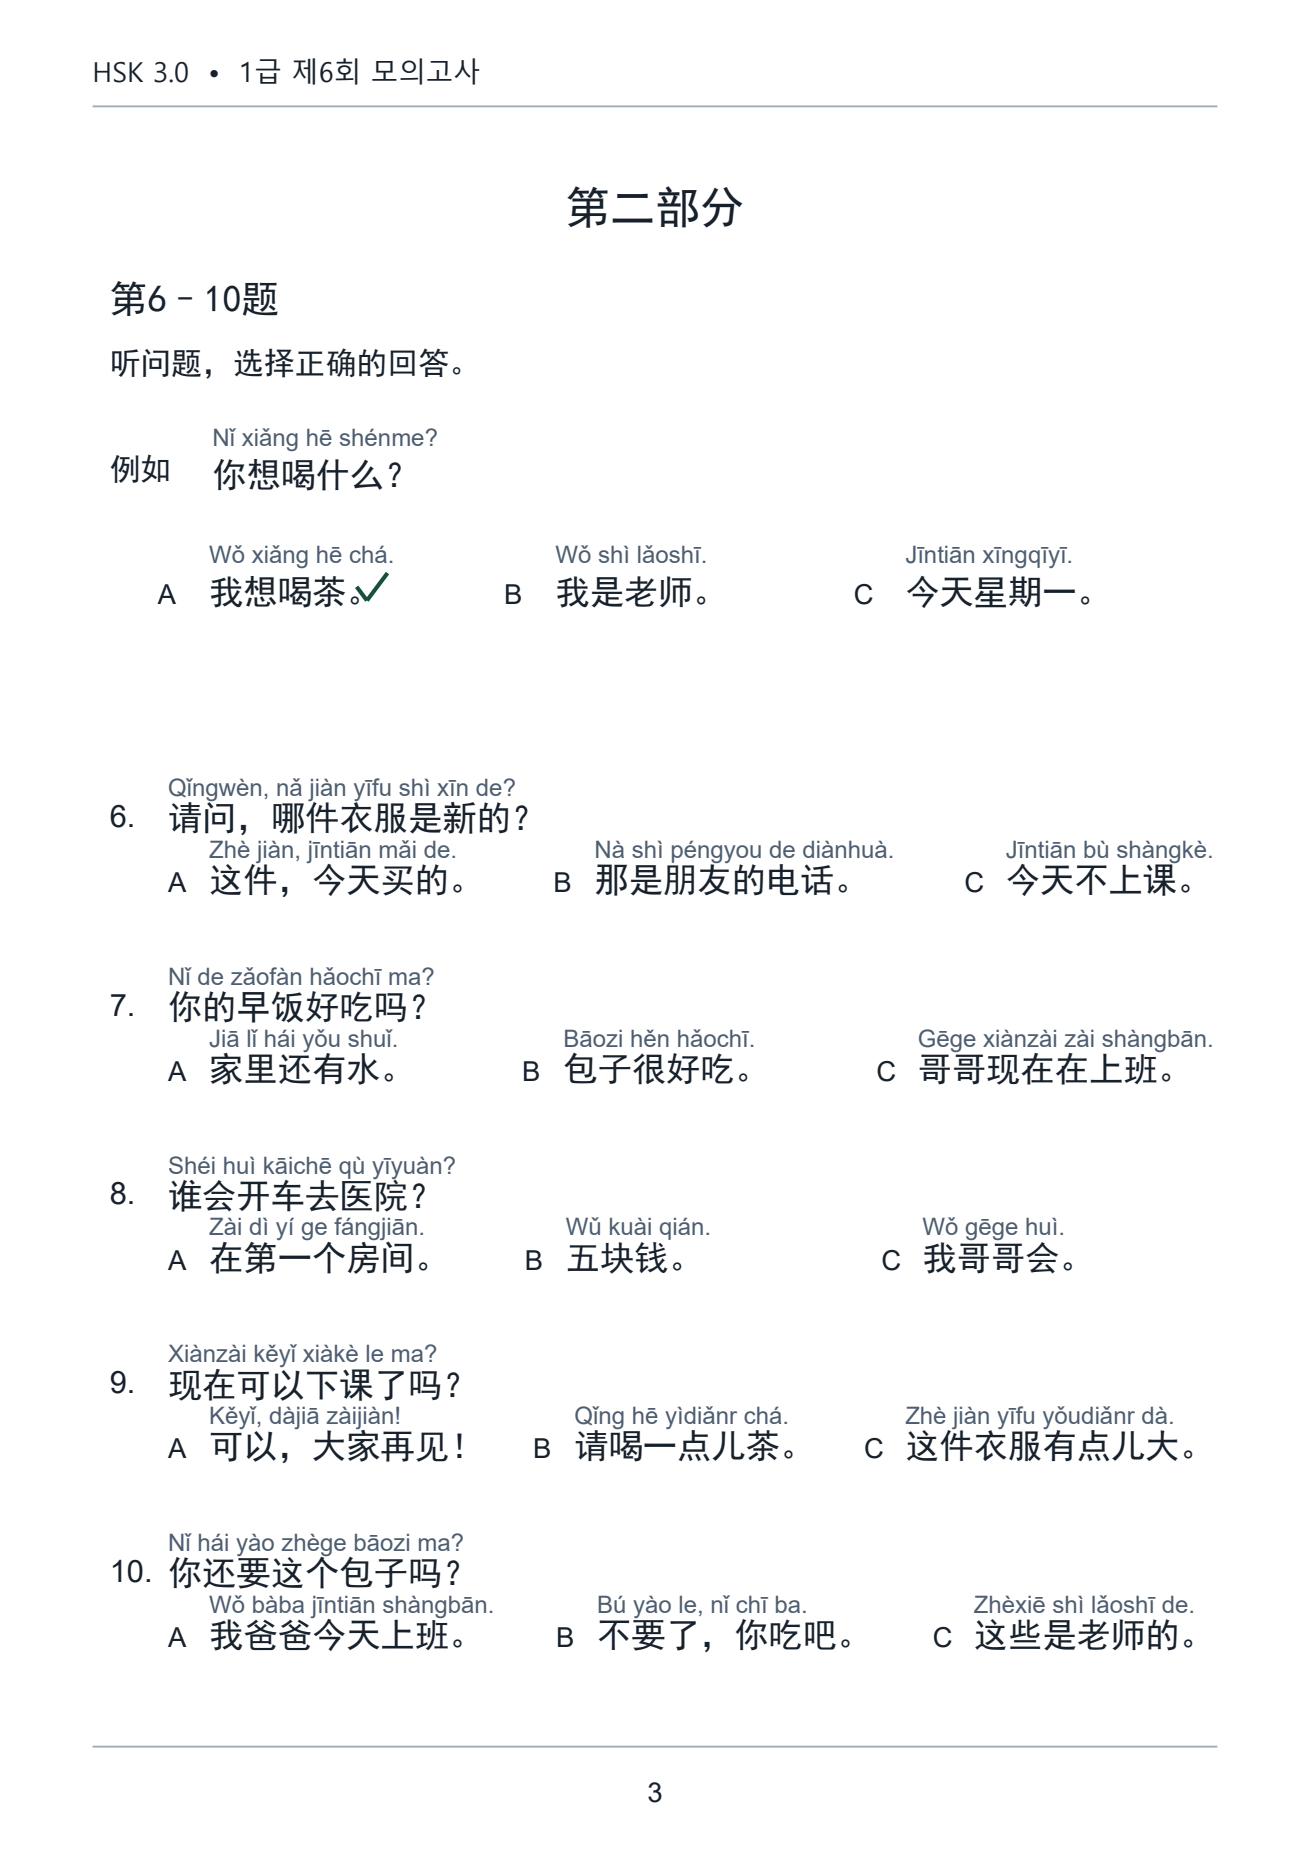 HSK 3.0 • 1급 제6회 모의고사
第二部分
第6－10题
听问题，选择正确的回答。
Nǐ xiǎng hē shénme?
例如 你想喝什么？
Wǒ xiǎng hē chá. Wǒ shì lǎoshī. Jīntiān xīngqīyī.
A 我想喝茶。✓ B 我是老师。 C 今天星期一。
Qǐngwèn, nǎ jiàn yīfu shì xīn de?
6. 请问，哪件衣服是新的？
Zhè jiàn, jīntiān mǎi de. Nà shì péngyou de diànhuà. Jīntiān bù shàngkè.
A 这件，今天买的。 B 那是朋友的电话。 C 今天不上课。
Nǐ de zǎofàn hǎochī ma?
7. 你的早饭好吃吗？
Jiā lǐ hái yǒu shuǐ. Bāozi hěn hǎochī. Gēge xiànzài zài shàngbān.
A 家里还有水。 B 包子很好吃。 C 哥哥现在在上班。
Shéi huì kāichē qù yīyuàn?
8. 谁会开车去医院？
Zài dì yí ge fángjiān. Wǔ kuài qián. Wǒ gēge huì.
A 在第一个房间。 B 五块钱。 C 我哥哥会。
Xiànzài kěyǐ xiàkè le ma?
9. 现在可以下课了吗？
Kěyǐ, dàjiā zàijiàn! Qǐng hē yìdiǎnr chá. Zhè jiàn yīfu yǒudiǎnr dà.
A 可以，大家再见！ B 请喝一点儿茶。 C 这件衣服有点儿大。
Nǐ hái yào zhège bāozi ma?
10. 你还要这个包子吗？
Wǒ bàba jīntiān shàngbān. Bú yào le, nǐ chī ba. Zhèxiē shì lǎoshī de.
A 我爸爸今天上班。 B 不要了，你吃吧。 C 这些是老师的。
3